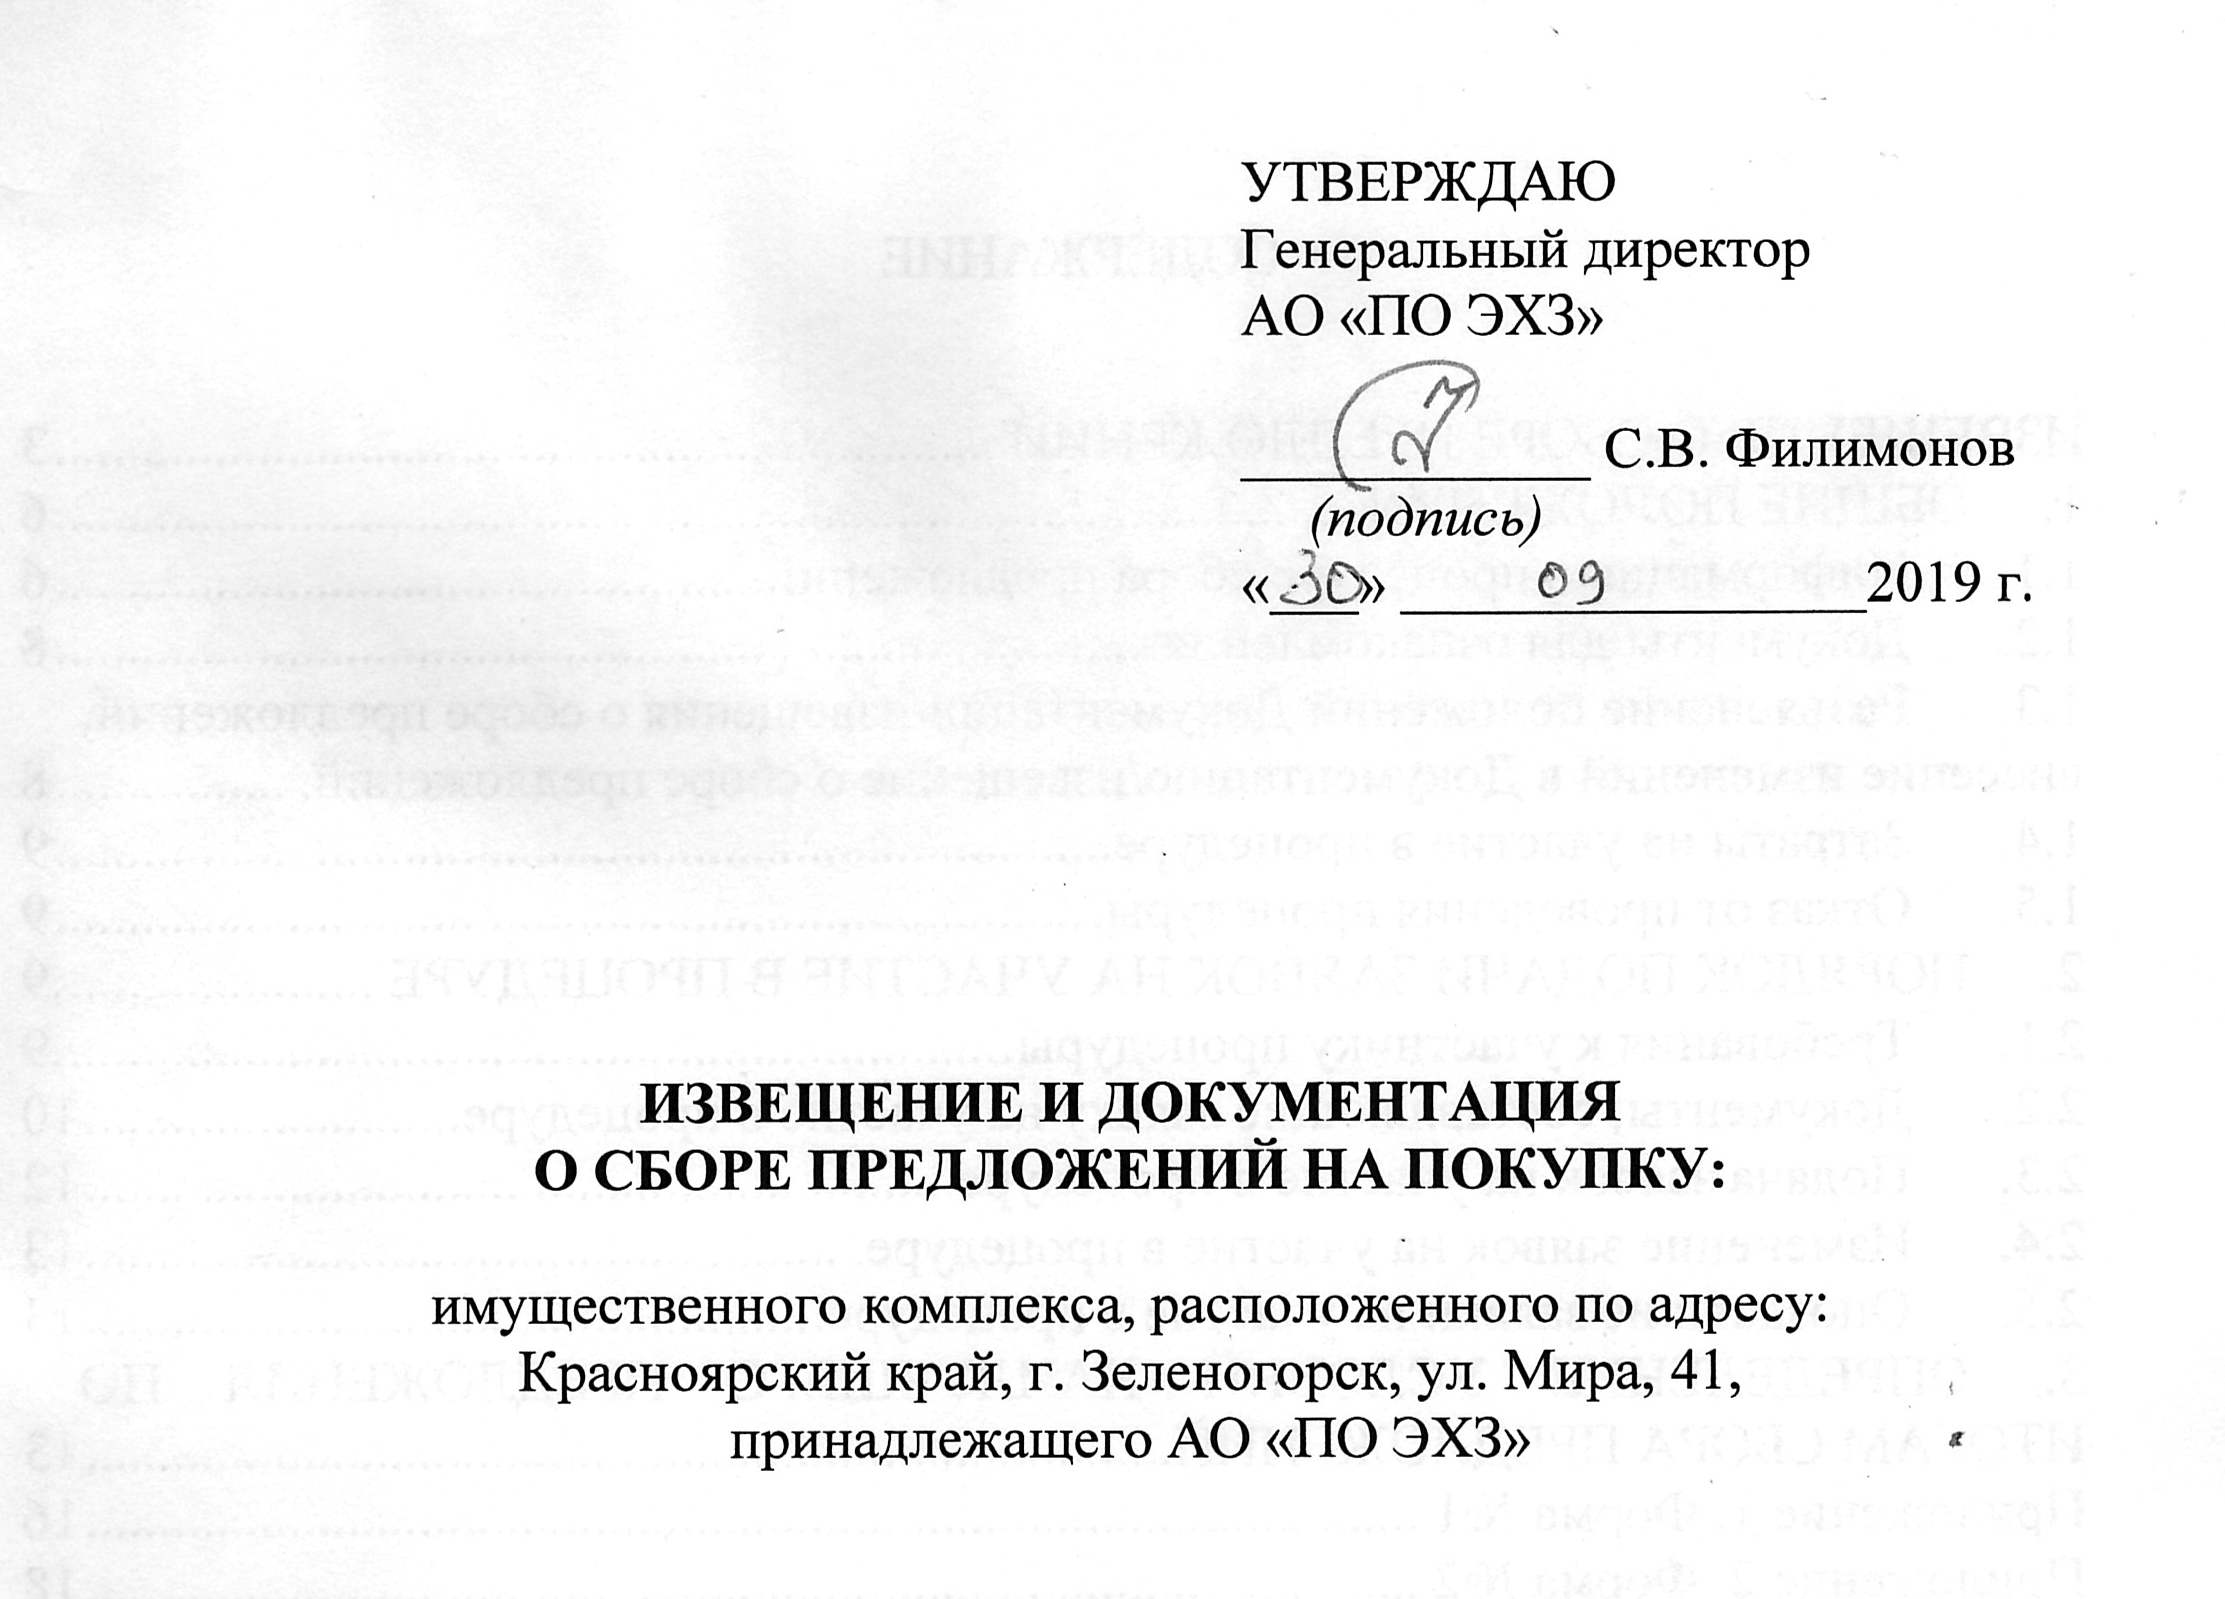 УТВЕРЖДАЮ
Генеральный директор
АО «ПО ЭХЗ»
С.В. Филимонов
(подпись)
«30» 09 2019 г.
ИЗВЕЩЕНИЕ И ДОКУМЕНТАЦИЯ
О СБОРЕ ПРЕДЛОЖЕНИЙ НА ПОКУПКУ:
имущественного комплекса, расположенного по адресу:
Красноярский край, г. Зеленогорск, ул. Мира, 41,
принадлежащего АО «ПО ЭХЗ»